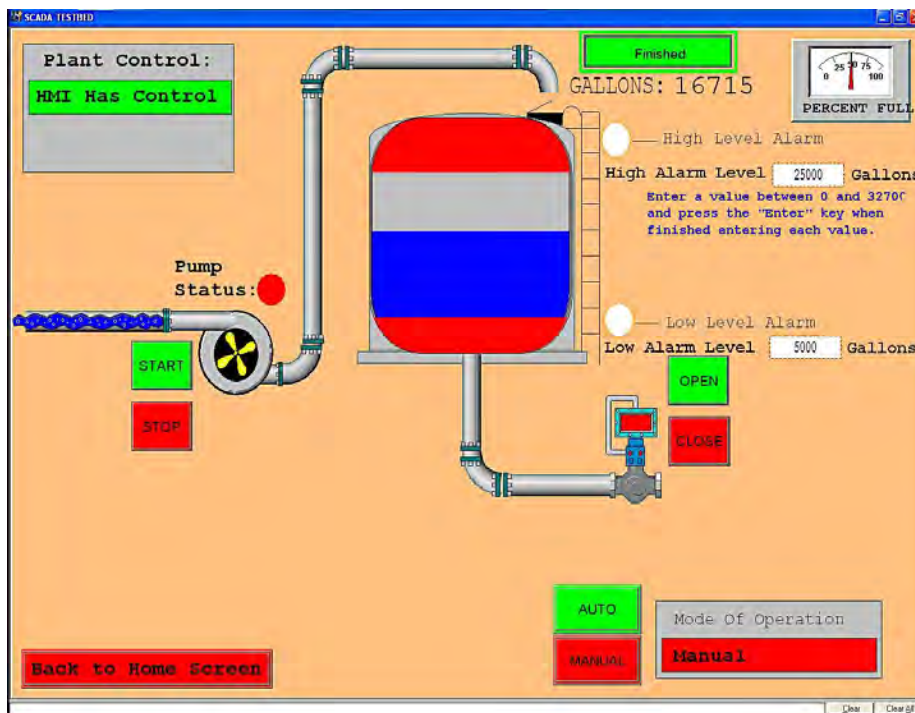 SCADA TESTBED
Plant Control:
HMI Has Control
Finished
GALLONS: 16715
0 25 50 75 100
PERCENT FULL
High Level Alarm
High Alarm Level 25000 Gallons
Enter a value between 0 and 32700
and press the "Enter" key when
finished entering each value.
Pump
Status:
Low Level Alarm
Low Alarm Level 5000 Gallons
START
STOP
OPEN
CLOSE
AUTO
MANUAL
Mode Of Operation
Manual
Back to Home Screen
Clear
Clear All